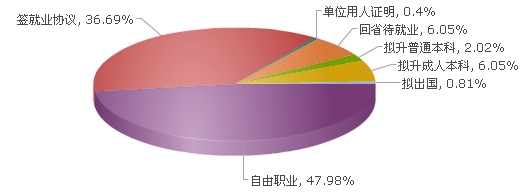 签就业协议, 36.69%
单位用人证明, 0.4%
回省待就业, 6.05%
拟升普通本科, 2.02%
拟升成人本科, 6.05%
拟出国, 0.81%
自由职业, 47.98%